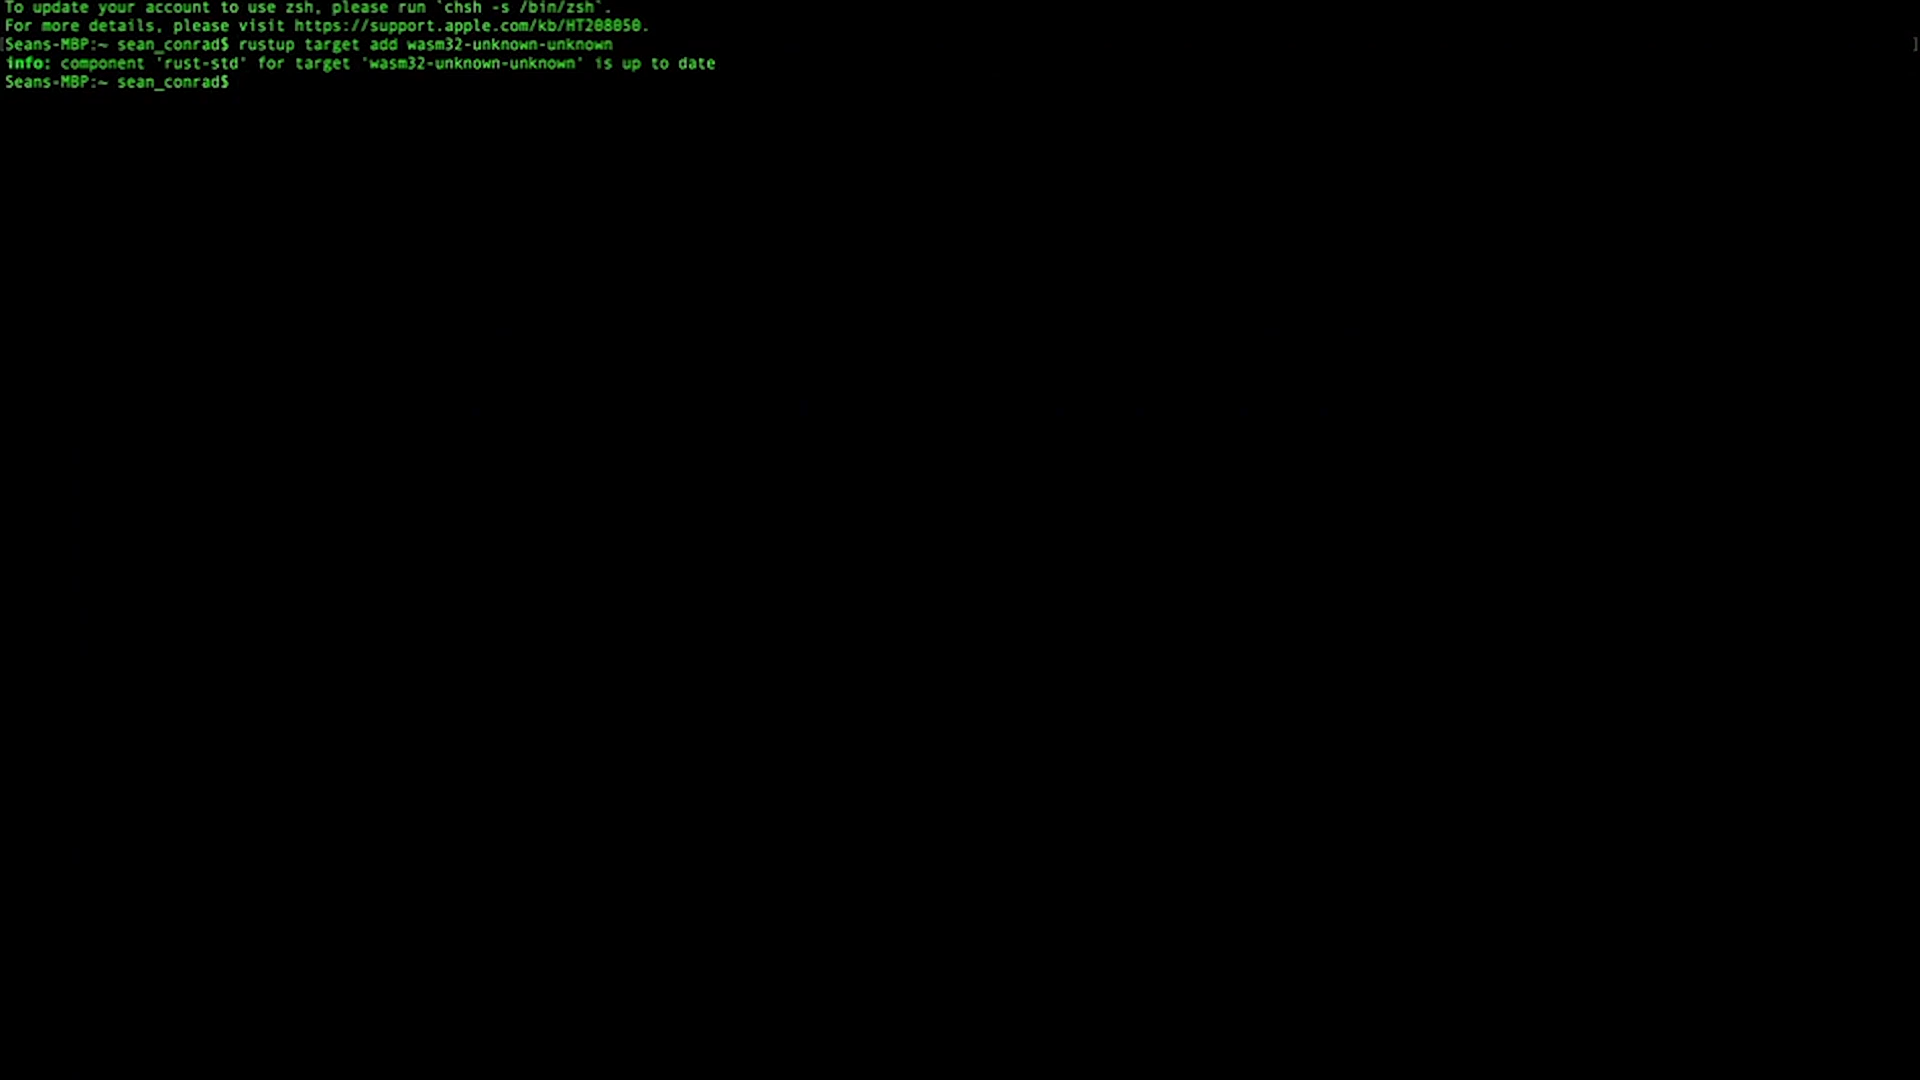 To update your account to use zsh, please run `chsh -s /bin/zsh`.
For more details, please visit https://support.apple.com/kb/HT208050.
[Seans-MBP:~ sean_conrad$ rustup target add wasm32-unknown-unknown ]
info: component 'rust-std' for target 'wasm32-unknown-unknown' is up to date
Seans-MBP:~ sean_conrad$